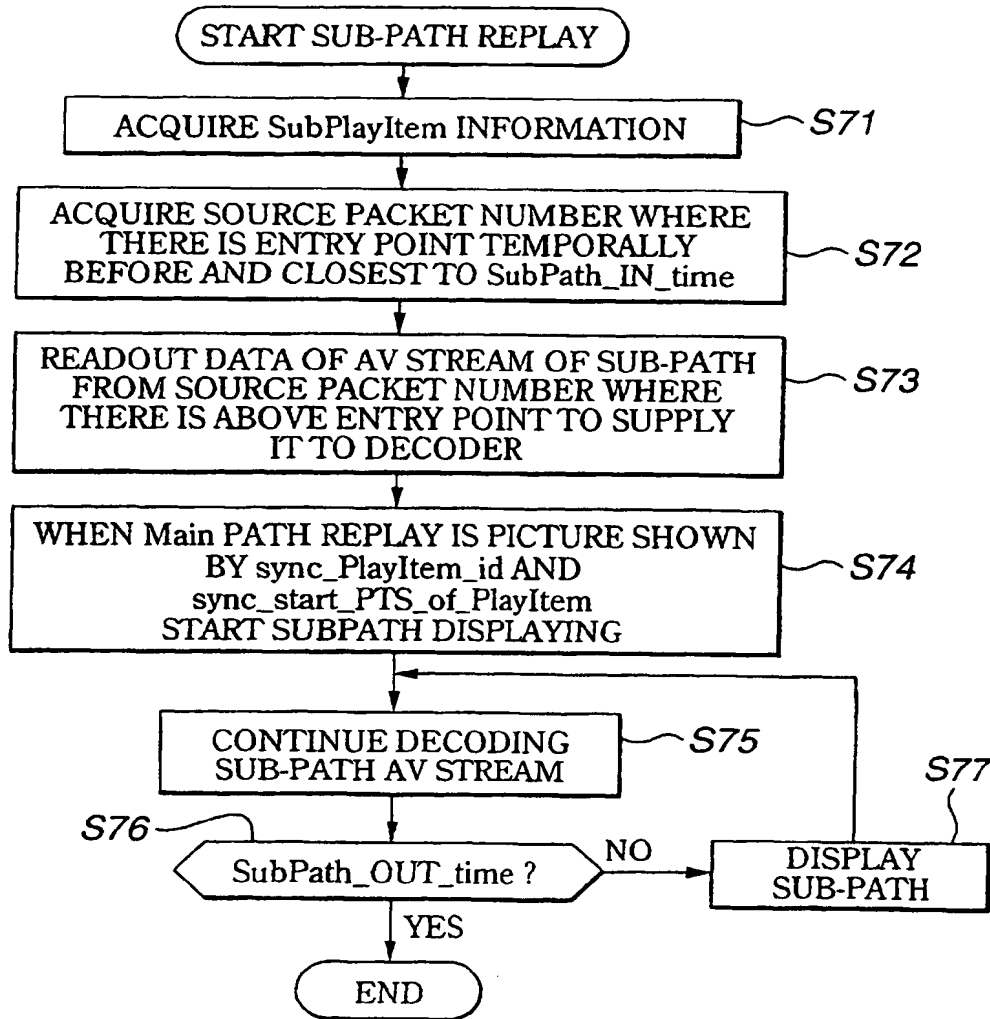 START SUB-PATH REPLAY
ACQUIRE SubPlayItem INFORMATION
S71
ACQUIRE SOURCE PACKET NUMBER WHERE
THERE IS ENTRY POINT TEMPORALLY
BEFORE AND CLOSEST TO SubPath_IN_time
S72
READOUT DATA OF AV STREAM OF SUB-PATH
FROM SOURCE PACKET NUMBER WHERE
THERE IS ABOVE ENTRY POINT TO SUPPLY
IT TO DECODER
S73
WHEN Main PATH REPLAY IS PICTURE SHOWN
BY sync_PlayItem_id AND
sync_start_PTS_of_PlayItem
START SUBPATH DISPLAYING
S74
CONTINUE DECODING
SUB-PATH AV STREAM
S75
S76
SubPath_OUT_time ?
NO
S77
DISPLAY
SUB-PATH
YES
END